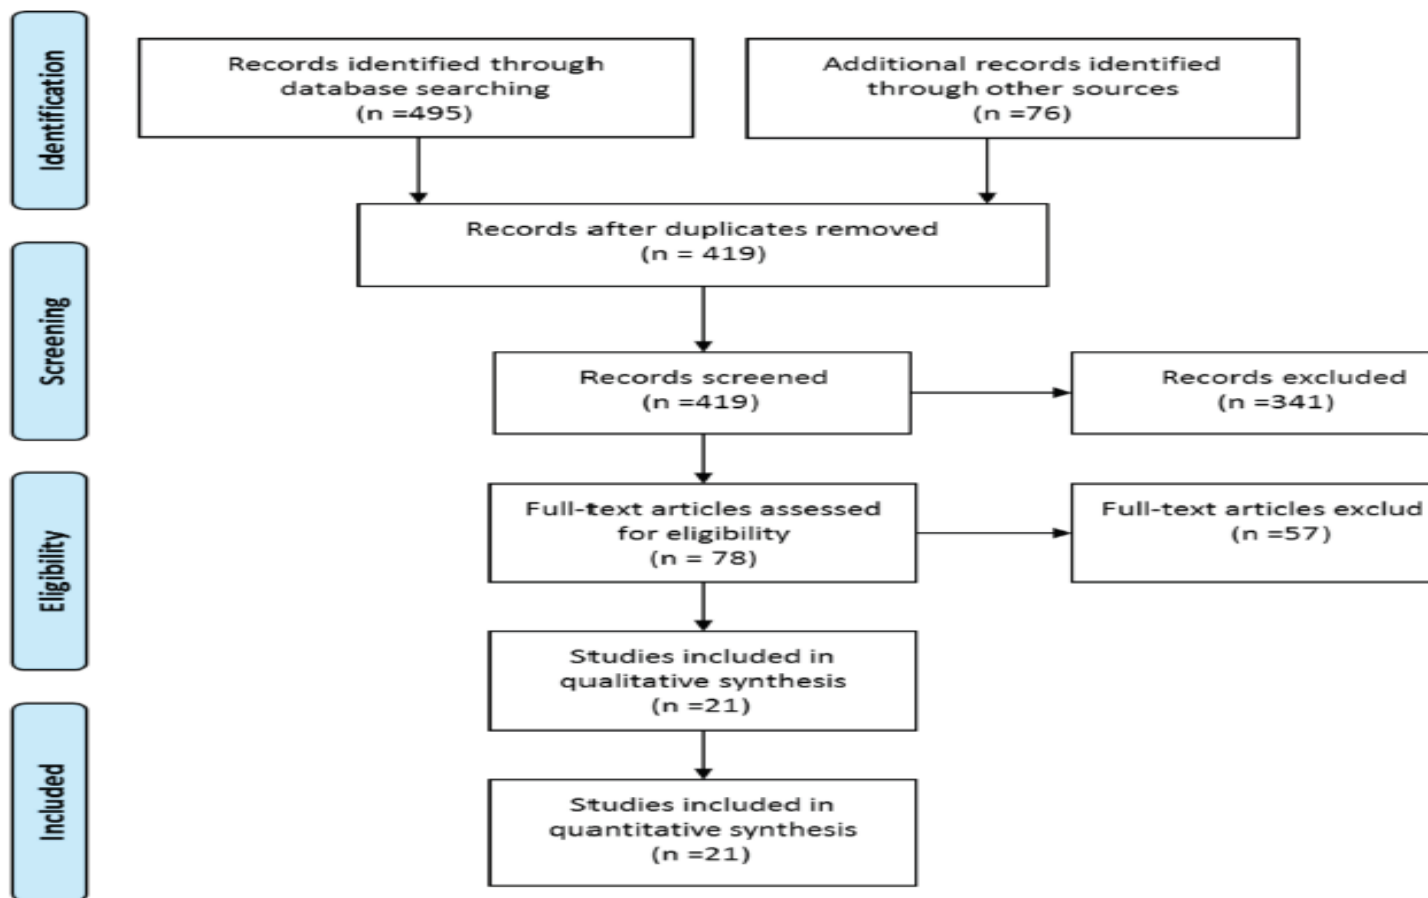 Identification
Records identified through
database searching
(n =495)
Additional records identified
through other sources
(n =76)
Records after duplicates removed
(n = 419)
Screening
Records screened
(n =419)
Records excluded
(n =341)
Eligibility
Full-text articles assessed
for eligibility
(n = 78)
Full-text articles exclud
(n =57)
Studies included in
qualitative synthesis
(n =21)
Included
Studies included in
quantitative synthesis
(n =21)